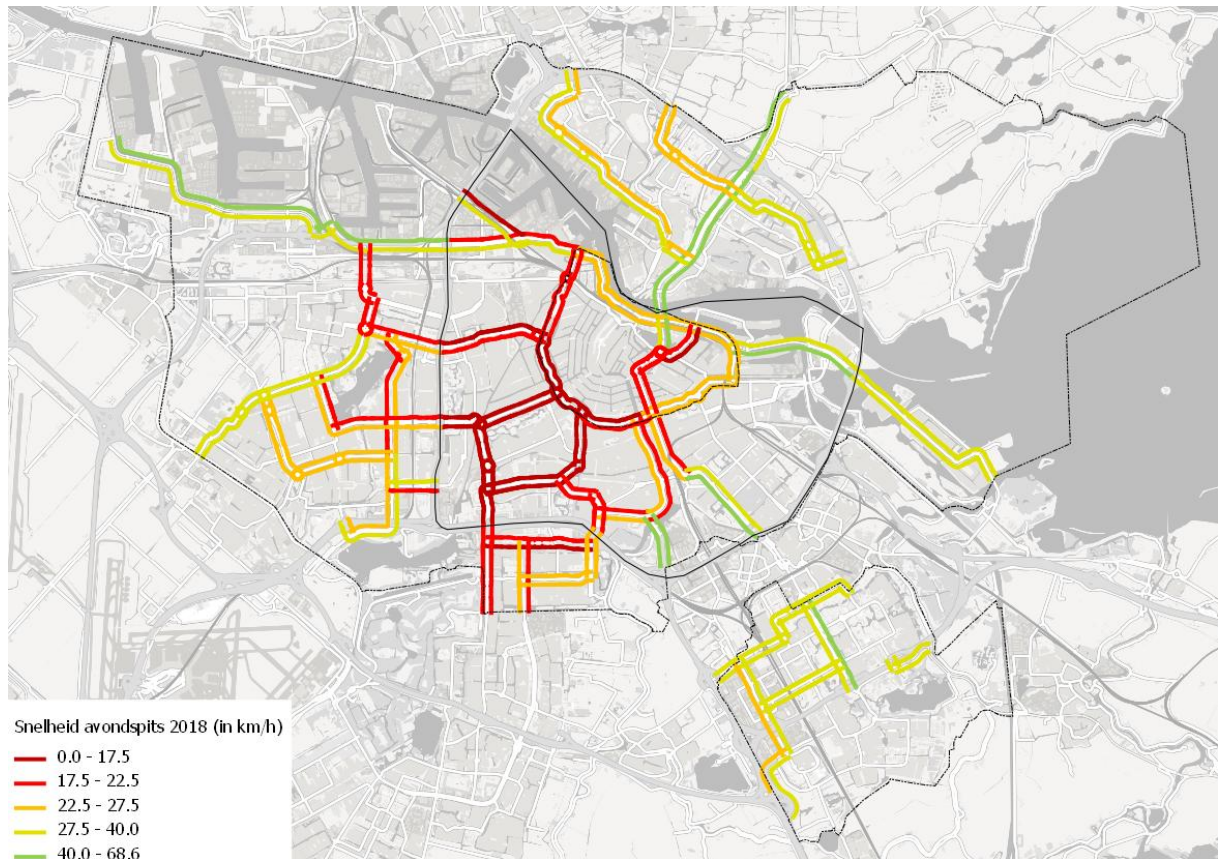 Snelheid avondspits 2018 (in km/h)
0.0 - 17.5
17.5 - 22.5
22.5 - 27.5
27.5 - 40.0
40.0 - 68.6